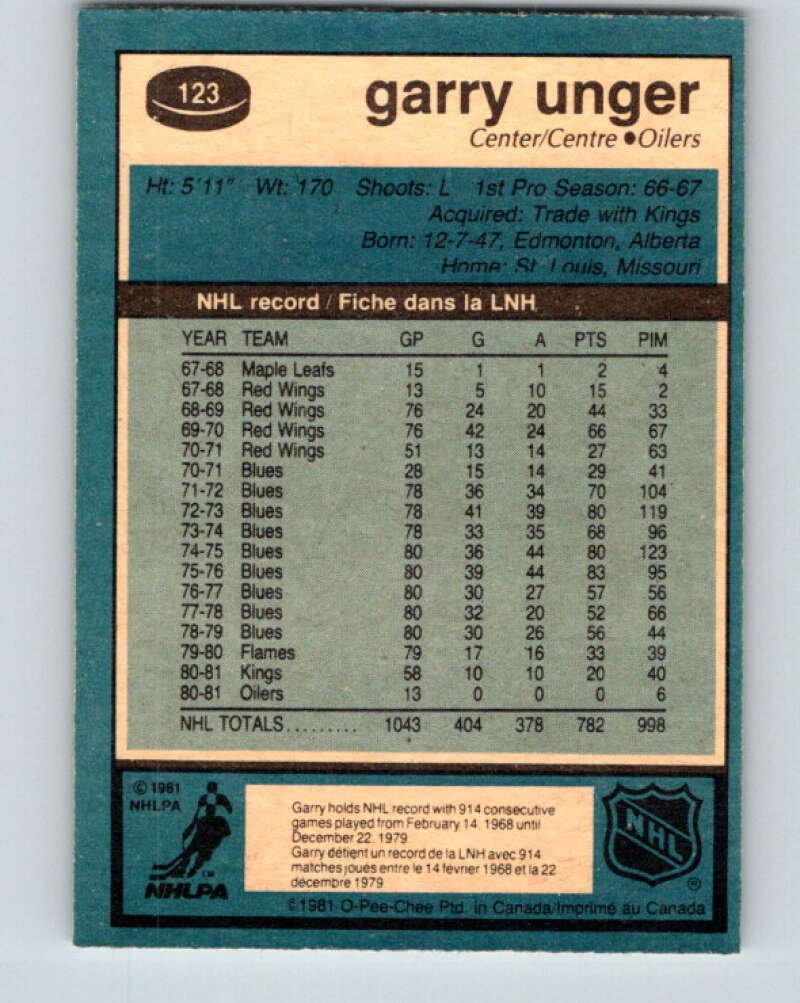 123
garry unger
Center/Centre ●Oilers
Ht: 5'11" Wt: 170 Shoots: L 1st Pro Season: 66-67
Acquired: Trade with Kings
Born: 12-7-47, Edmonton, Alberta
Home: St. Louis, Missouri
NHL record / Fiche dans la LNH
YEAR TEAM GP G A PTS PIM
67-68 Maple Leafs 15 1 1 2 4
67-68 Red Wings 13 5 10 15 2
68-69 Red Wings 76 24 20 44 33
69-70 Red Wings 76 42 24 66 67
70-71 Red Wings 51 13 14 27 63
70-71 Blues 28 15 14 29 41
71-72 Blues 78 36 34 70 104
72-73 Blues 78 41 39 80 119
73-74 Blues 78 33 35 68 96
74-75 Blues 80 36 44 80 123
75-76 Blues 80 39 44 83 95
76-77 Blues 80 30 27 57 56
77-78 Blues 80 32 20 52 66
78-79 Blues 80 30 26 56 44
79-80 Flames 79 17 16 33 39
80-81 Kings 58 10 10 20 40
80-81 Oilers 13 0 0 0 6
NHL TOTALS......... 1043 404 378 782 998
© 1981
NHLPA
NHLPA
Garry holds NHL record with 914 consecutive
games played from February 14, 1968 until
December 22, 1979
Garry détient un record de la LNH avec 914
matches joués entre le 14 février 1968 et la 22
décembre 1979
NHL
©1981 O-Pee-Chee Ptd. in Canada/Imprimé au Canada